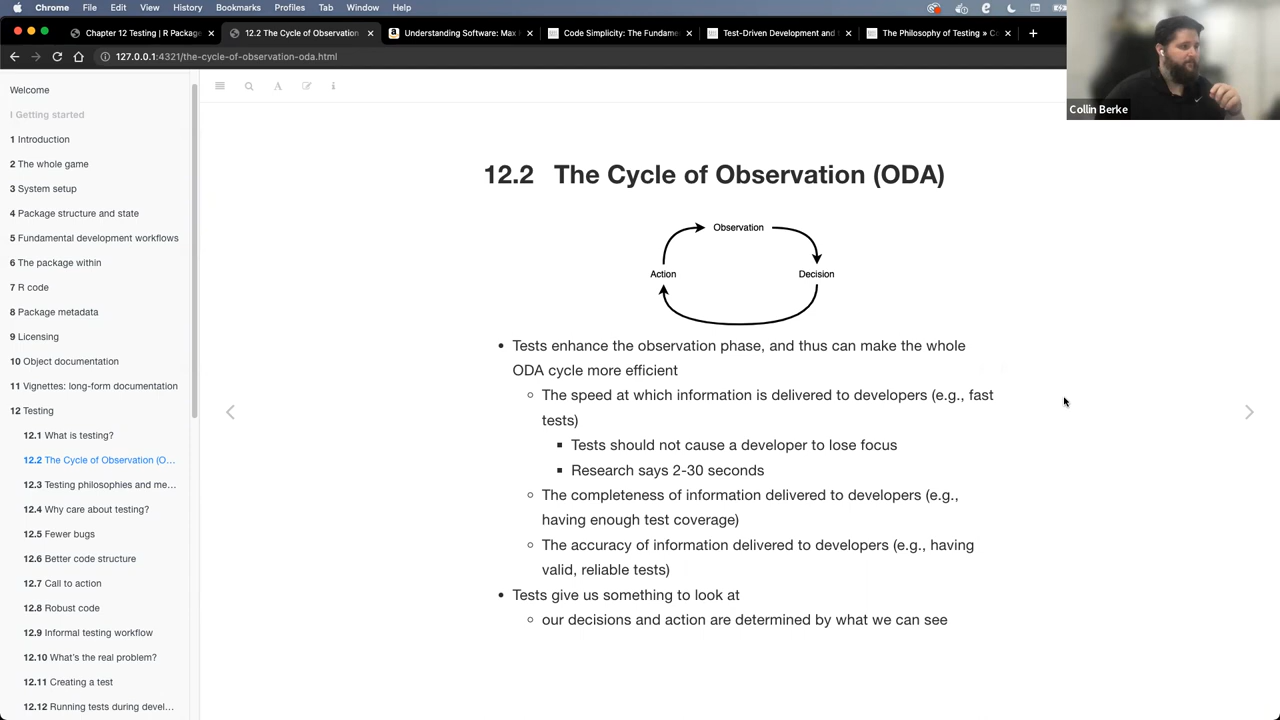 Chrome File Edit View History Bookmarks Profiles Tab Window Help
Chapter 12 Testing | R Package
12.2 The Cycle of Observation
Understanding Software: Max
Code Simplicity: The Fundame
Test-Driven Development and
The Philosophy of Testing » C
127.0.0.1:4321/the-cycle-of-observation-oda.html
Collin Berke
Welcome
I Getting started
1 Introduction
2 The whole game
3 System setup
4 Package structure and state
5 Fundamental development workflows
6 The package within
7 R code
8 Package metadata
9 Licensing
10 Object documentation
11 Vignettes: long-form documentation
12 Testing
12.1 What is testing?
12.2 The Cycle of Observation (O...
12.3 Testing philosophies and me...
12.4 Why care about testing?
12.5 Fewer bugs
12.6 Better code structure
12.7 Call to action
12.8 Robust code
12.9 Informal testing workflow
12.10 What's the real problem?
12.11 Creating a test
12.12 Running tests during devel...
12.2 The Cycle of Observation (ODA)
Observation
Action
Decision
• Tests enhance the observation phase, and thus can make the whole
ODA cycle more efficient
The speed at which information is delivered to developers (e.g., fast
tests)
Tests should not cause a developer to lose focus
Research says 2-30 seconds
The completeness of information delivered to developers (e.g.,
having enough test coverage)
The accuracy of information delivered to developers (e.g., having
valid, reliable tests)
• Tests give us something to look at
our decisions and action are determined by what we can see